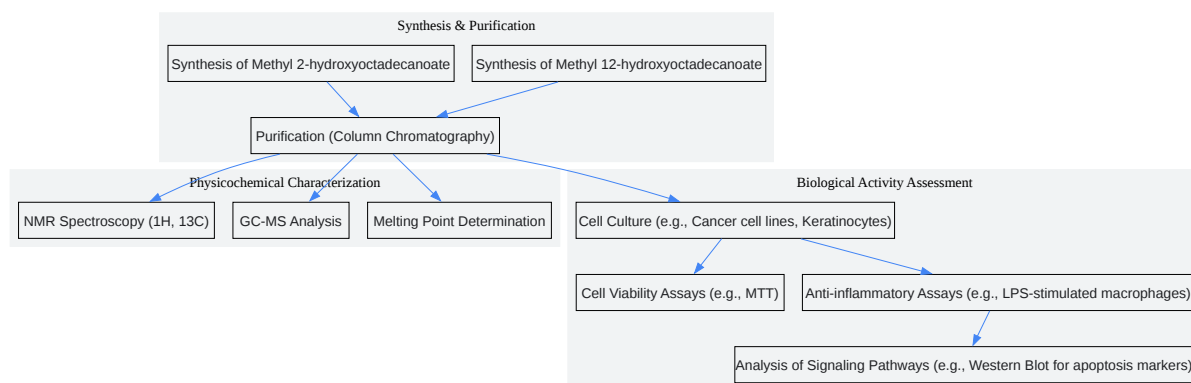 Synthesis & Purification
Synthesis of Methyl 2-hydroxyoctadecanoate
Synthesis of Methyl 12-hydroxyoctadecanoate
Purification (Column Chromatography)
Physicochemical Characterization
NMR Spectroscopy (1H, 13C)
GC-MS Analysis
Melting Point Determination
Biological Activity Assessment
Cell Culture (e.g., Cancer cell lines, Keratinocytes)
Cell Viability Assays (e.g., MTT)
Anti-inflammatory Assays (e.g., LPS-stimulated macrophages)
Analysis of Signaling Pathways (e.g., Western Blot for apoptosis markers)